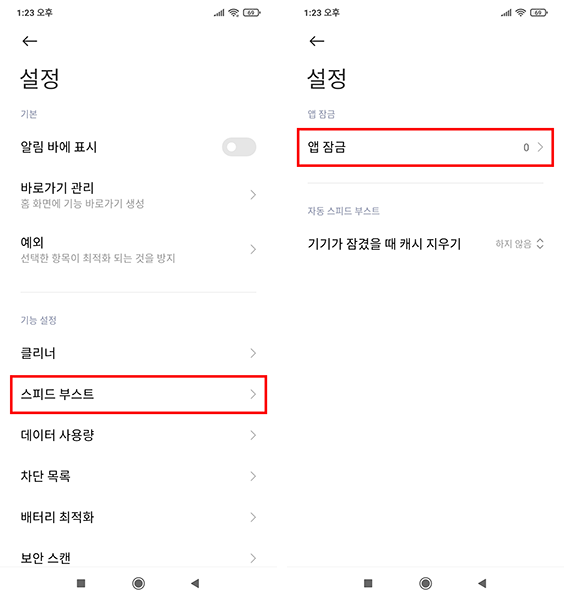 1:23 오후
69
설정
기본
알림 바에 표시
바로가기 관리
홈 화면에 기능 바로가기 생성
예외
선택한 항목이 최적화 되는 것을 방지
기능 설정
클리너
스피드 부스트
데이터 사용량
차단 목록
배터리 최적화
보안 스캔
1:23 오후
69
설정
앱 잠금
앱 잠금 0
자동 스피드 부스트
기기가 잠겼을 때 캐시 지우기 하지 않음